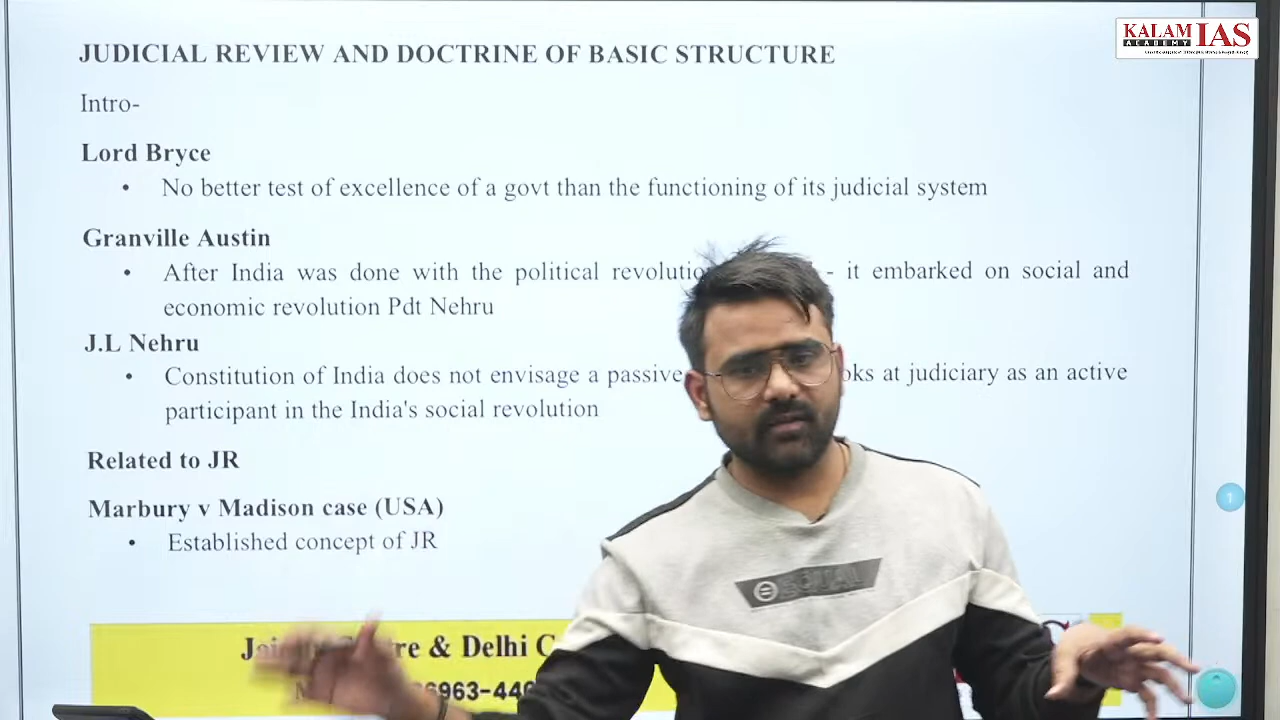 JUDICIAL REVIEW AND DOCTRINE OF BASIC STRUCTURE
KALAM IAS
ACADEMY
Intro-
Lord Bryce
• No better test of excellence of a govt than the functioning of its judicial system
Granville Austin
• After India was done with the political - it embarked on social and
economic revolution Pdt Nehru
J.L Nehru
• Constitution of India does not envisage a passive at judiciary as an active
participant in the India's social revolution
Related to JR
Marbury v Madison case (USA)
• Established concept of JR
1
& Delhi